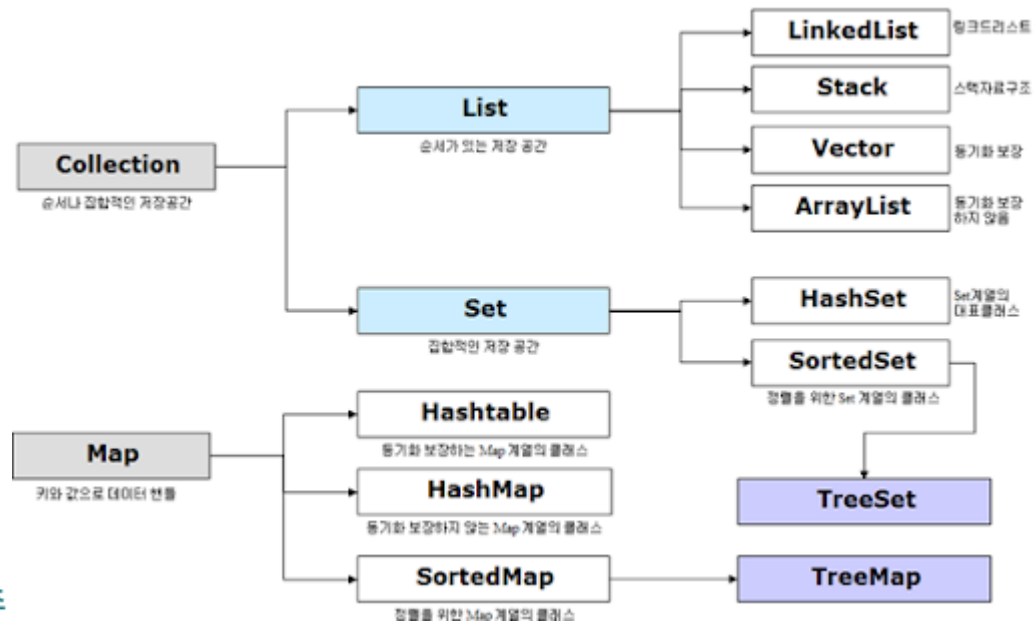 Collection
순서나 집합적인 저장공간
List
순서가 있는 저장 공간
LinkedList
링크드리스트
Stack
스택자료구조
Vector
동기화 보장
ArrayList
동기화 보장
하지 않음
Set
집합적인 저장 공간
HashSet
Set계열의
대표클래스
SortedSet
정렬을 위한 Set 계열의 클래스
TreeSet
Map
키와 값으로 데이터 핸들
Hashtable
동기화 보장하는 Map 계열의 클래스
HashMap
동기화 보장하지 않는 Map 계열의 클래스
SortedMap
정렬을 위한 Map 계열의 클래스
TreeMap